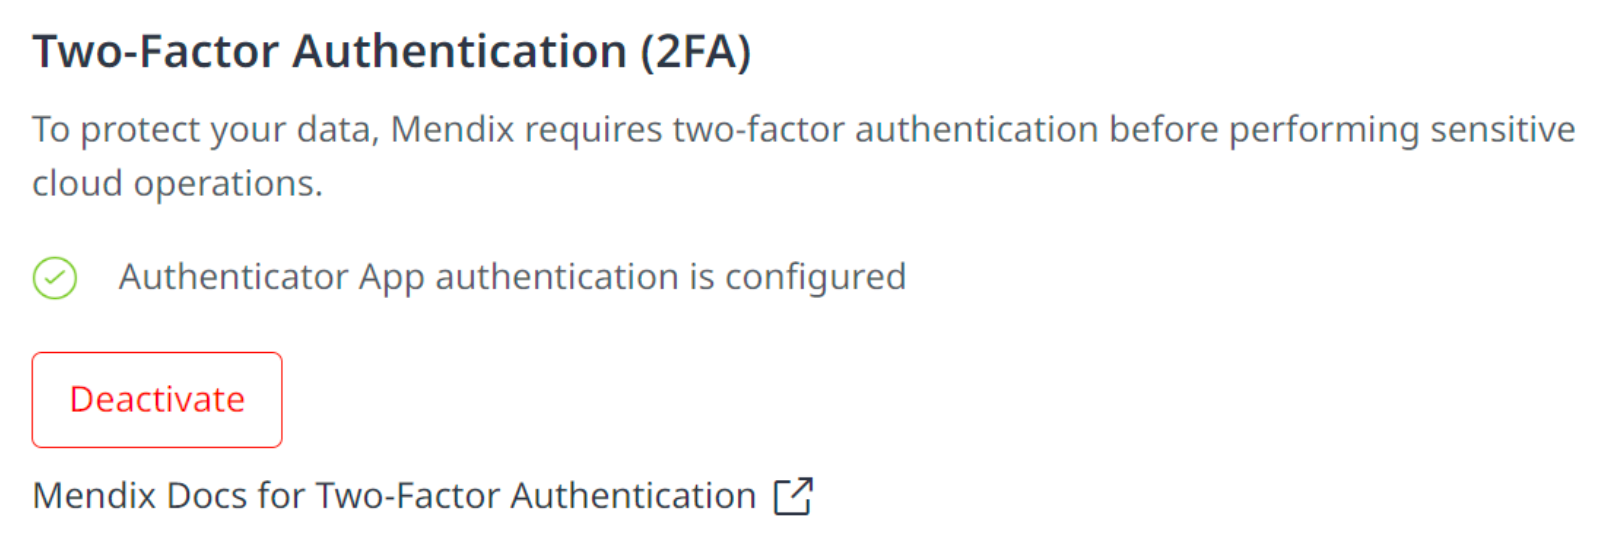 Two-Factor Authentication (2FA)
To protect your data, Mendix requires two-factor authentication before performing sensitive
cloud operations.
Authenticator App authentication is configured
Deactivate
Mendix Docs for Two-Factor Authentication